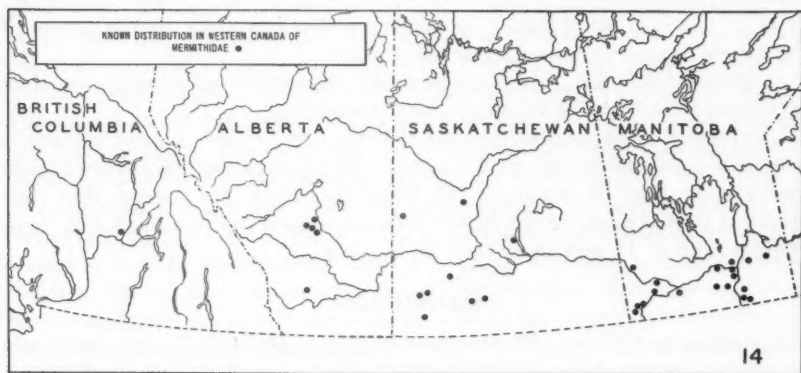 KNOWN DISTRIBUTION IN WESTERN CANADA OF
MERMITHIDAE ●
BRITISH
COLUMBIA
ALBERTA
SASKATCHEWAN
MANITOBA
14